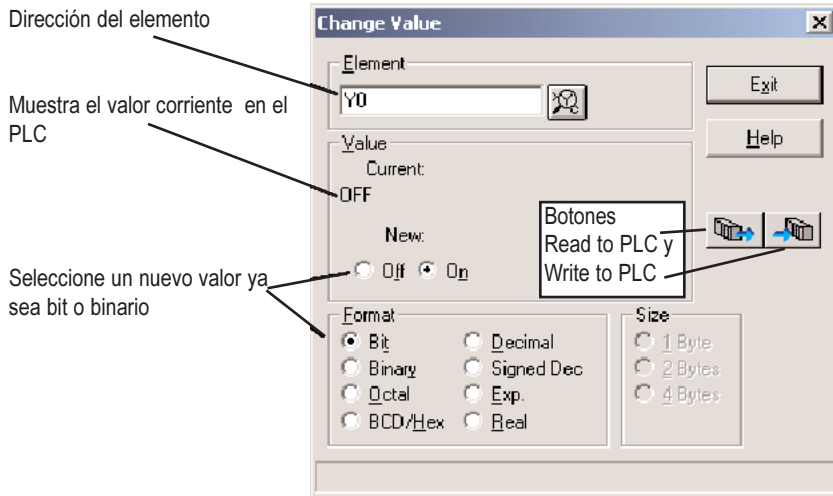 Dirección del elemento
Muestra el valor corriente en el
PLC
Seleccione un nuevo valor ya
sea bit o binario
Change Value
Element
Y0
Exit
Help
Value
Current:
OFF
New:
Off On
Botones
Read to PLC y
Write to PLC
Format
Bit Decimal
Binary Signed Dec
Octal Exp.
BCD/Hex Real
Size
1 Byte
2 Bytes
4 Bytes